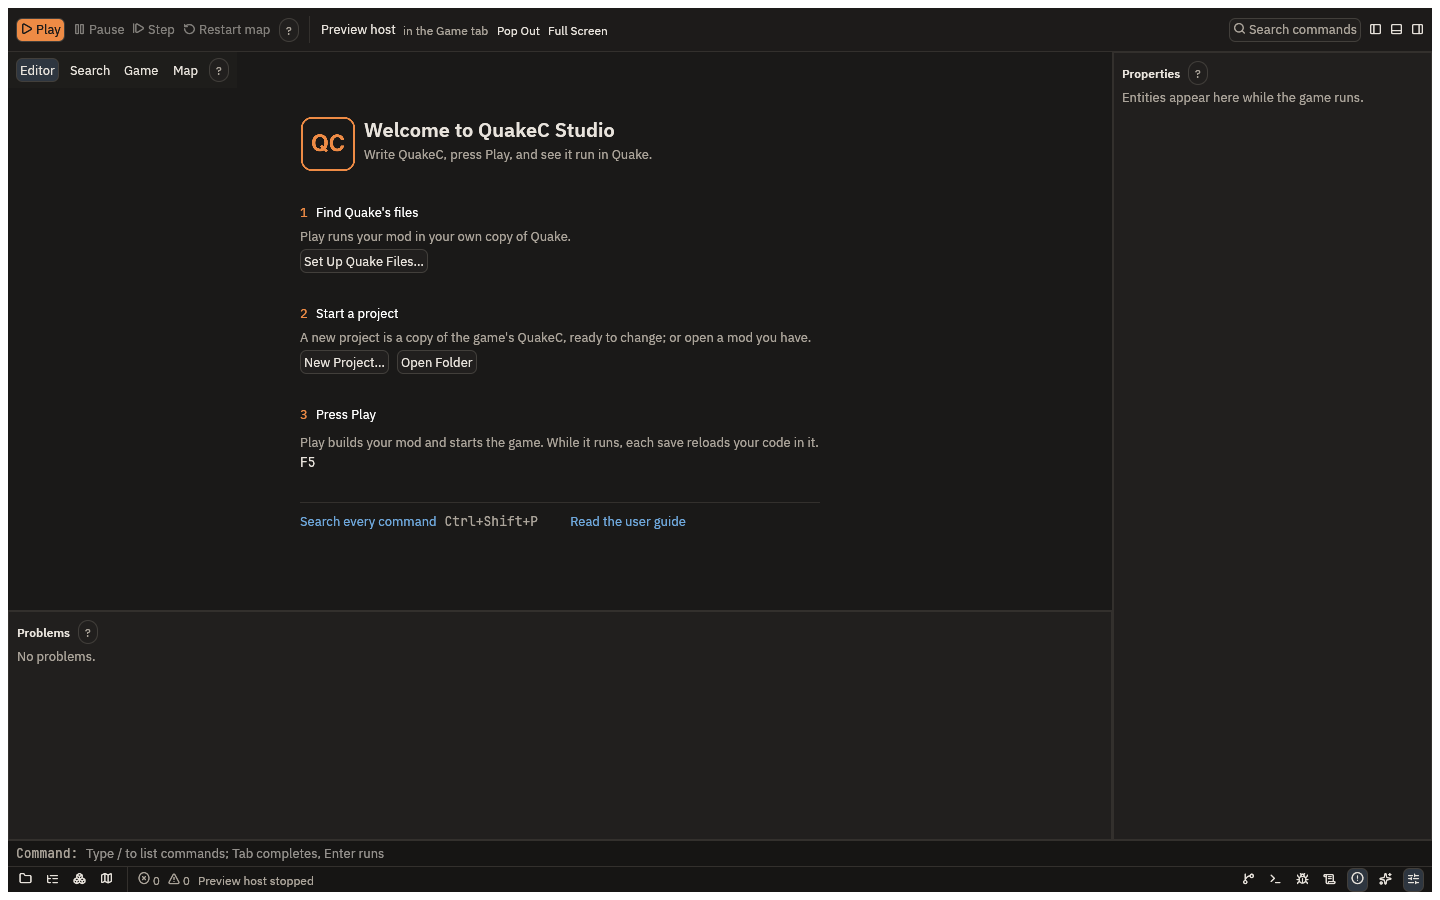 Play Pause Step Restart map ? Preview host in the Game tab Pop Out Full Screen Search commands
Editor Search Game Map ?
Properties ?
Entities appear here while the game runs.
QC
Welcome to QuakeC Studio
Write QuakeC, press Play, and see it run in Quake.
1 Find Quake's files
Play runs your mod in your own copy of Quake.
Set Up Quake Files...
2 Start a project
A new project is a copy of the game's QuakeC, ready to change; or open a mod you have.
New Project... Open Folder
3 Press Play
Play builds your mod and starts the game. While it runs, each save reloads your code in it.
F5
Search every command Ctrl+Shift+P Read the user guide
Problems ?
No problems.
Command: Type / to list commands; Tab completes, Enter runs
0 0 Preview host stopped